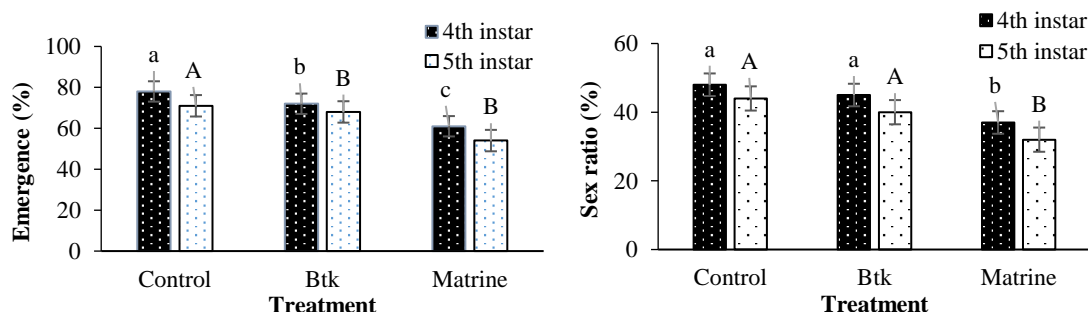 4th instar
5th instar
100
80
60
40
20
0
Emergence (%)
a
A
b
B
c
B
Control
Btk
Matrine
Treatment
4th instar
5th instar
60
40
20
0
Sex ratio (%)
a
A
a
A
b
B
Control
Btk
Matrine
Treatment